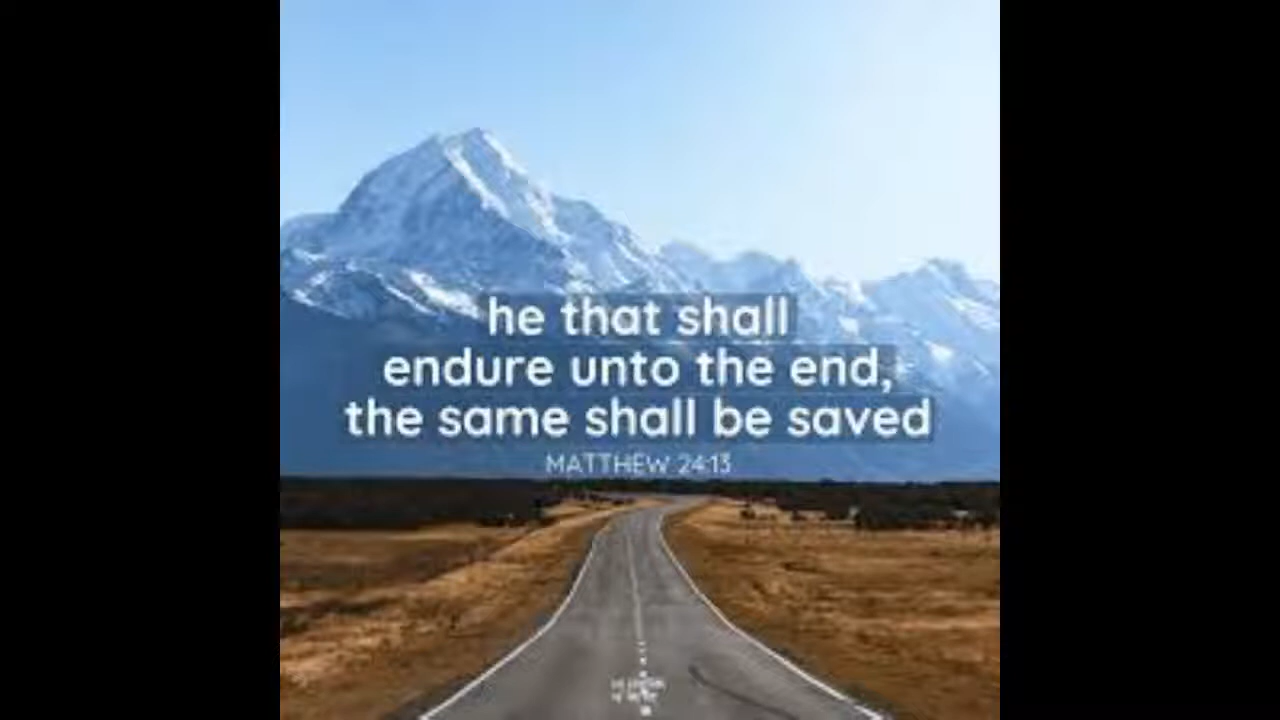 he that shall
endure unto the end,
the same shall be saved
MATTHEW 24:13